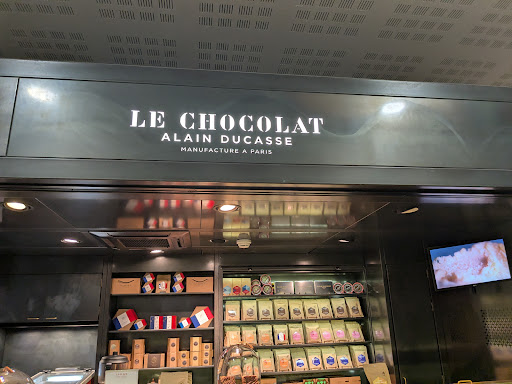 LE CHOCOLAT
ALAIN DUCASSE
MANUFACTURE A PARIS